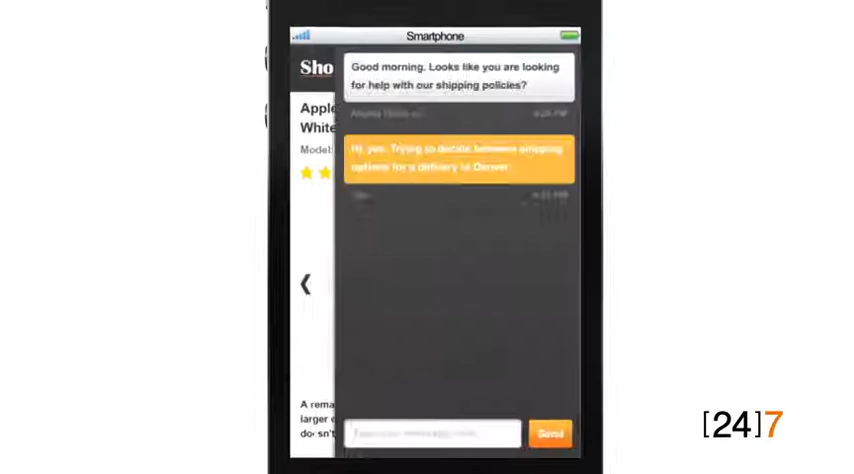 Smartphone
Sho
Good morning. Looks like you are looking
for help with our shipping policies?
Apple
White
Model:
Hi, yes. Trying to decide between shipping
options for a delivery to Denver.
A rema
larger
do· sn't
Send
[24]7